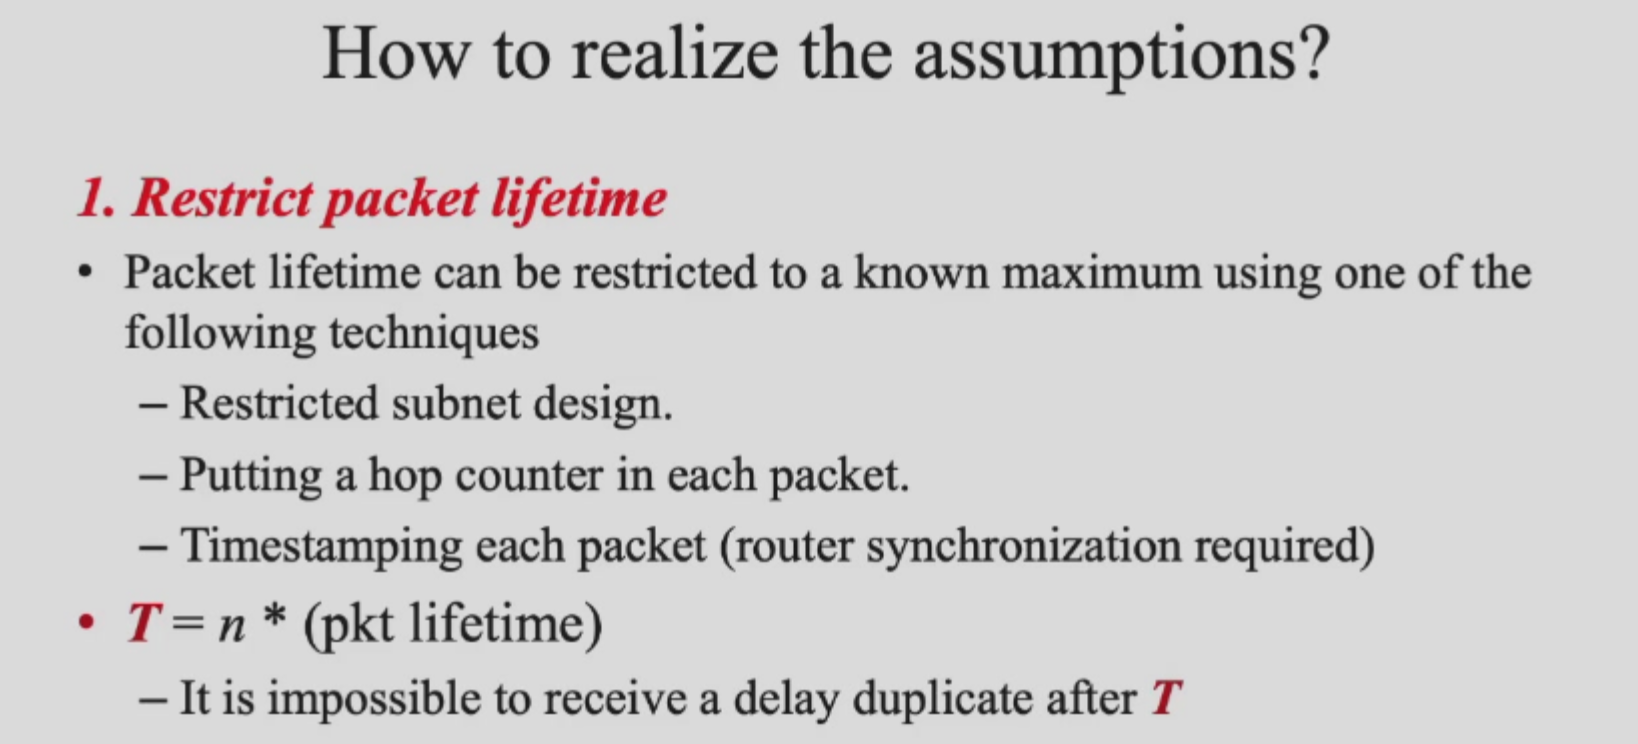 How to realize the assumptions?
1. Restrict packet lifetime
• Packet lifetime can be restricted to a known maximum using one of the
following techniques
– Restricted subnet design.
– Putting a hop counter in each packet.
– Timestamping each packet (router synchronization required)
• T = n * (pkt lifetime)
– It is impossible to receive a delay duplicate after T